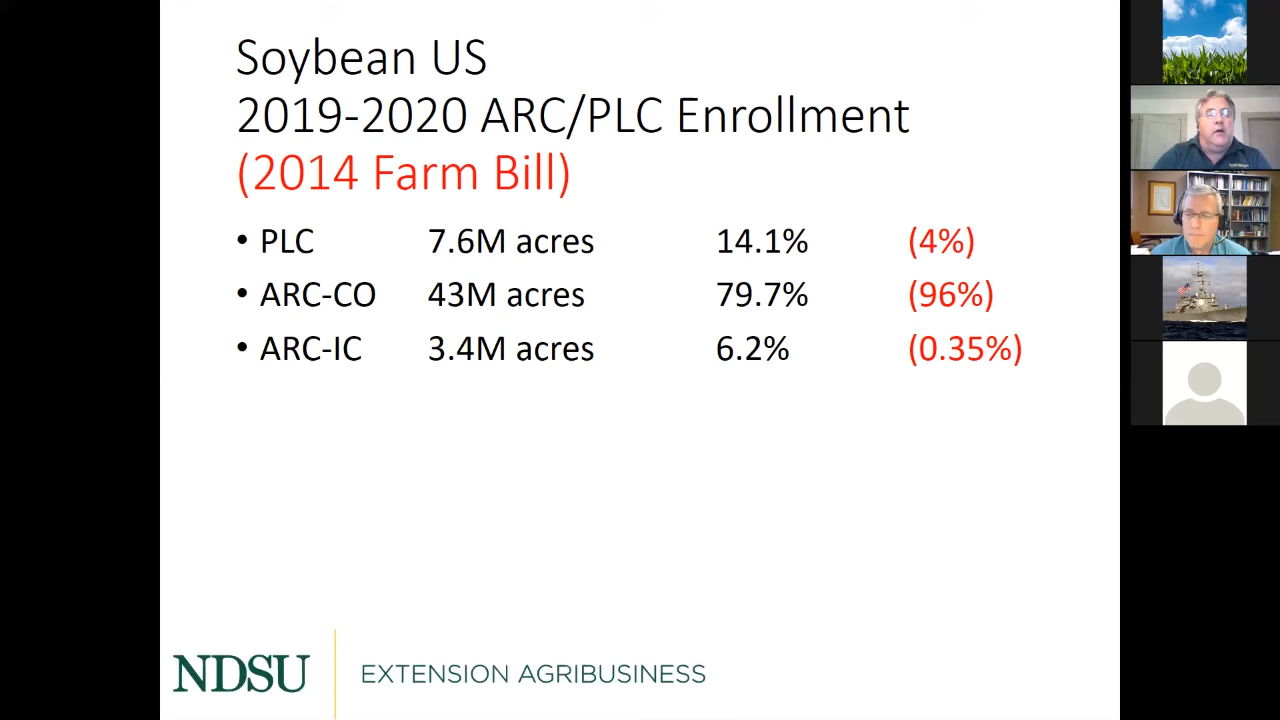 Soybean US
2019-2020 ARC/PLC Enrollment
(2014 Farm Bill)
• PLC 7.6M acres 14.1% (4%)
• ARC-CO 43M acres 79.7% (96%)
• ARC-IC 3.4M acres 6.2% (0.35%)
NDSU EXTENSION AGRIBUSINESS